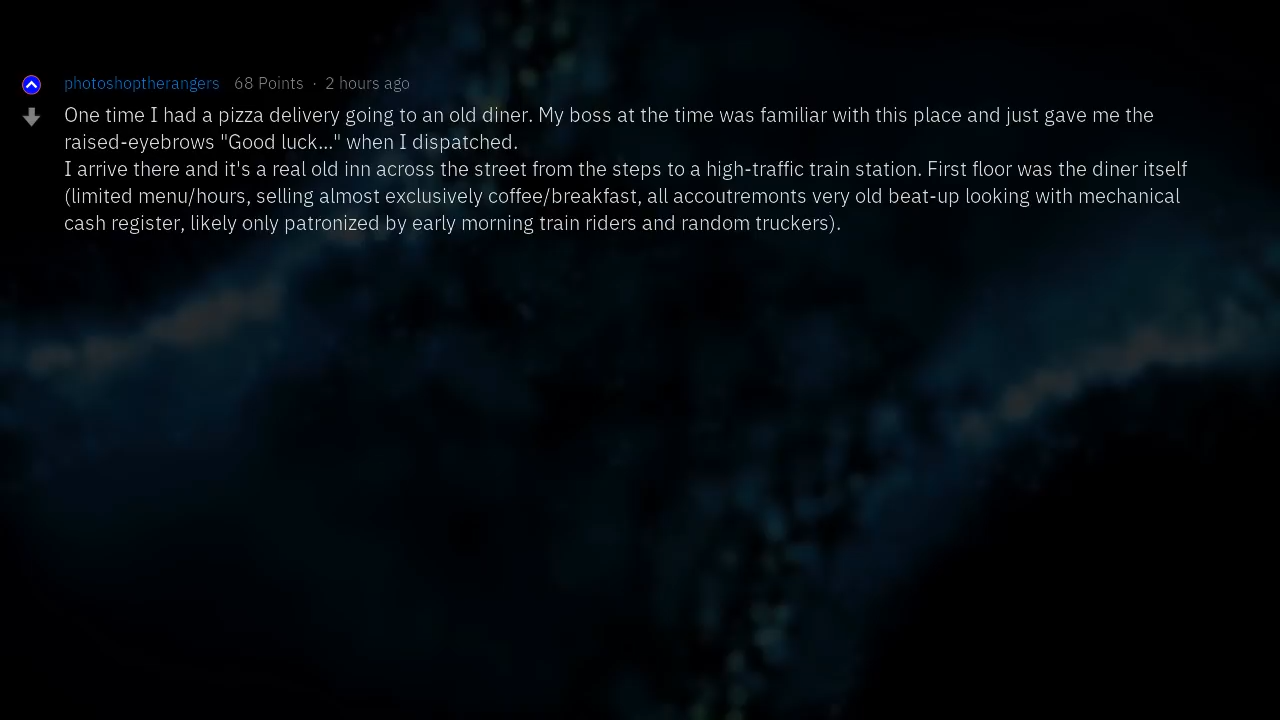 photoshoptherangers 68 Points · 2 hours ago
One time I had a pizza delivery going to an old diner. My boss at the time was familiar with this place and just gave me the
raised-eyebrows "Good luck..." when I dispatched.
I arrive there and it's a real old inn across the street from the steps to a high-traffic train station. First floor was the diner itself
(limited menu/hours, selling almost exclusively coffee/breakfast, all accoutremonts very old beat-up looking with mechanical
cash register, likely only patronized by early morning train riders and random truckers).